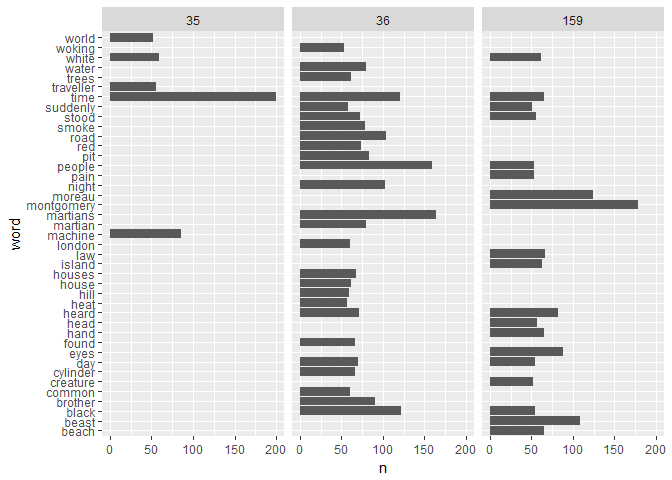 35 36 159
world
woking
white
water
trees
traveller
time
suddenly
stood
smoke
road
red
pit
people
pain
night
moreau
montgomery
martians
martian
machine
london
law
island
houses
house
hill
heat
heard
head
hand
found
eyes
day
cylinder
creature
common
brother
black
beast
beach
word
0 50 100 150 200 0 50 100 150 200 0 50 100 150 200
n